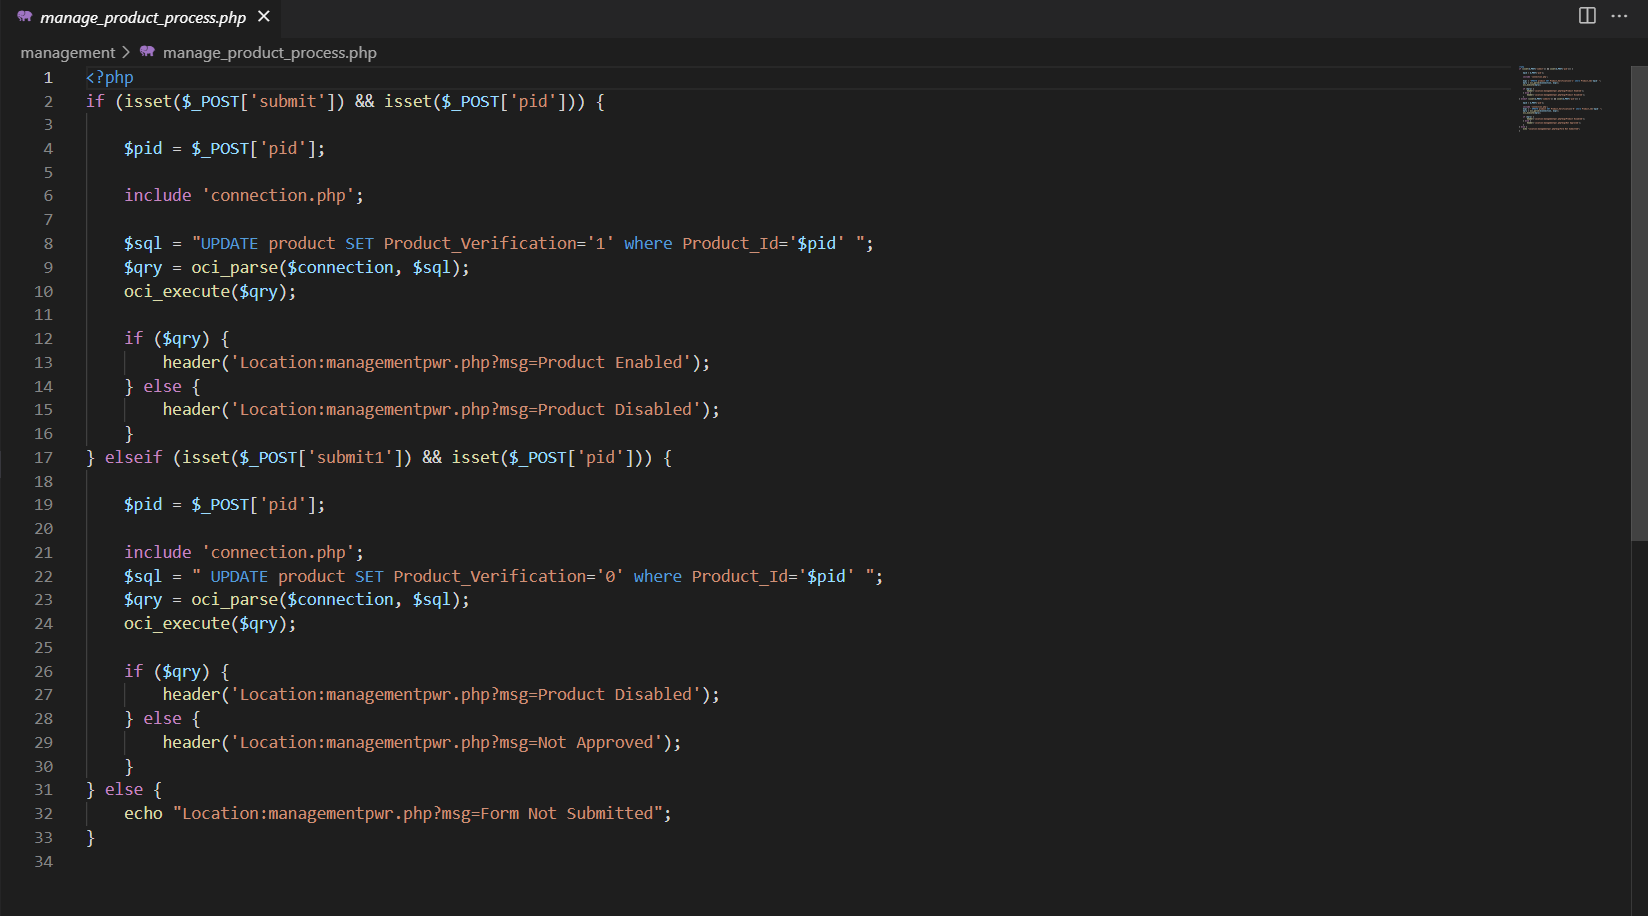 manage_product_process.php
management > manage_product_process.php
1 <?php
2 if (isset($_POST['submit']) && isset($_POST['pid'])) {
3
4     $pid = $_POST['pid'];
5
6     include 'connection.php';
7
8     $sql = "UPDATE product SET Product_Verification='1' where Product_Id='$pid' ";
9     $qry = oci_parse($connection, $sql);
10     oci_execute($qry);
11
12     if ($qry) {
13         header('Location:managementpwr.php?msg=Product Enabled');
14     } else {
15         header('Location:managementpwr.php?msg=Product Disabled');
16     }
17 } elseif (isset($_POST['submit1']) && isset($_POST['pid'])) {
18
19     $pid = $_POST['pid'];
20
21     include 'connection.php';
22     $sql = " UPDATE product SET Product_Verification='0' where Product_Id='$pid' ";
23     $qry = oci_parse($connection, $sql);
24     oci_execute($qry);
25
26     if ($qry) {
27         header('Location:managementpwr.php?msg=Product Disabled');
28     } else {
29         header('Location:managementpwr.php?msg=Not Approved');
30     }
31 } else {
32     echo "Location:managementpwr.php?msg=Form Not Submitted";
33 }
34